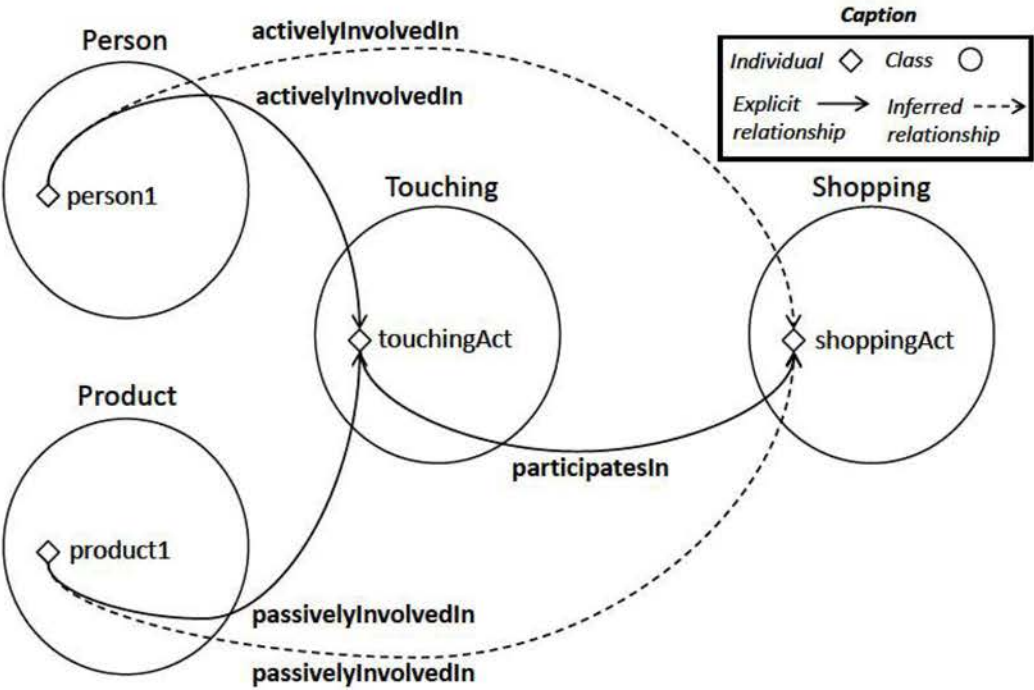 Caption
Individual
Class
Explicit
relationship
Inferred
relationship
Person
activelyInvolvedIn
activelyInvolvedIn
person1
Touching
Shopping
touchingAct
shoppingAct
Product
participatesIn
product1
passivelyInvolvedIn
passivelyInvolvedIn